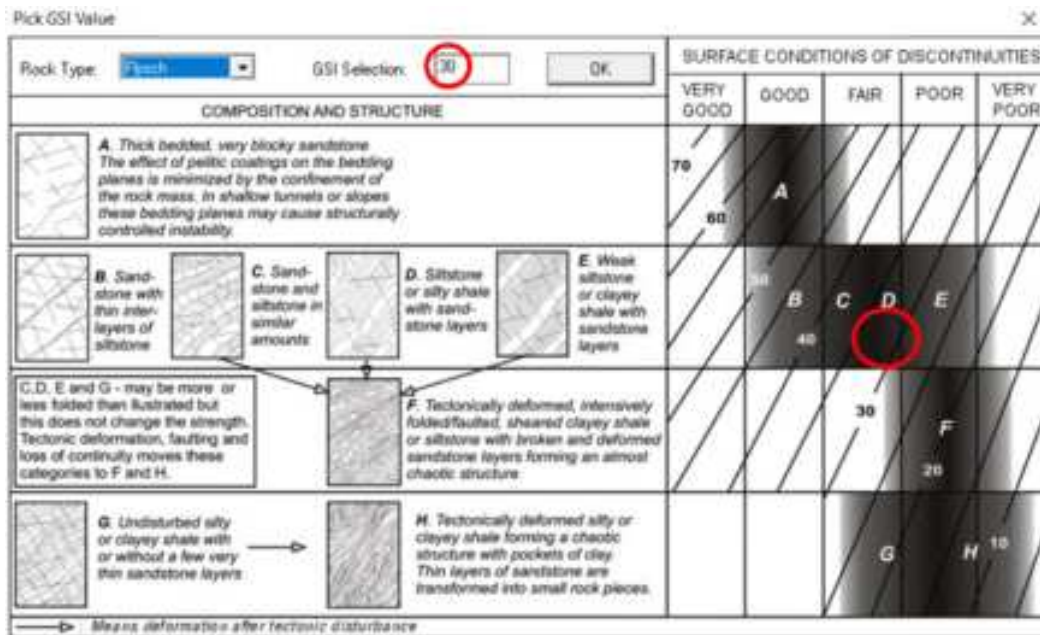 Pick GSI Value
Rock Type: Flysch
GSI Selection: 30
OK
SURFACE CONDITIONS OF DISCONTINUITIES
VERY GOOD
GOOD
FAIR
POOR
VERY POOR
COMPOSITION AND STRUCTURE
A. Thick bedded, very blocky sandstone
The effect of pelitic coatings on the bedding
planes is minimized by the confinement of
the rock mass. In shallow tunnels or slopes
these bedding planes may cause structurally
controlled instability.
70
60
A
B. Sand-
stone with
thin inter-
layers of
siltstone
C. Sand-
stone and
siltstone in
similar
amounts
D. Siltstone
or silty shale
with sand-
stone layers
E. Weak
siltstone
or clayey
shale with
sandstone
layers
50
B
C
D
E
40
C,D, E and G - may be more or
less folded than illustrated but
this does not change the strength.
Tectonic deformation, faulting and
loss of continuity moves these
categories to F and H.
F. Tectonically deformed, intensively
folded/faulted, sheared clayey shale
or siltstone with broken and deformed
sandstone layers forming an almost
chaotic structure
30
F
20
G. Undisturbed silty
or clayey shale with
or without a few very
thin sandstone layers
H. Tectonically deformed silty or
clayey shale forming a chaotic
structure with pockets of clay.
Thin layers of sandstone are
transformed into small rock pieces.
G
H
10
: Means deformation after tectonic disturbance